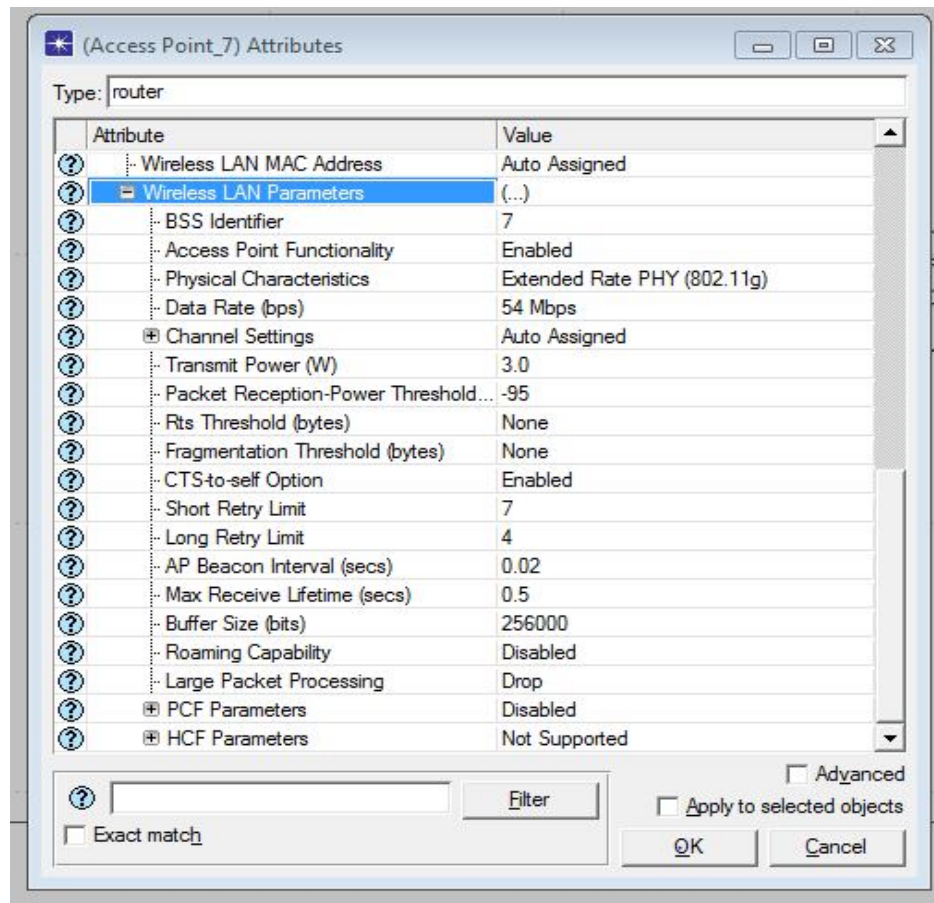 (Access Point_7) Attributes
Type: router
Attribute Value
Wireless LAN MAC Address Auto Assigned
Wireless LAN Parameters (...)
BSS Identifier 7
Access Point Functionality Enabled
Physical Characteristics Extended Rate PHY (802.11g)
Data Rate (bps) 54 Mbps
Channel Settings Auto Assigned
Transmit Power (W) 3.0
Packet Reception-Power Threshold... -95
Rts Threshold (bytes) None
Fragmentation Threshold (bytes) None
CTS-to-self Option Enabled
Short Retry Limit 7
Long Retry Limit 4
AP Beacon Interval (secs) 0.02
Max Receive Lifetime (secs) 0.5
Buffer Size (bits) 256000
Roaming Capability Disabled
Large Packet Processing Drop
PCF Parameters Disabled
HCF Parameters Not Supported
Advanced
Filter
Apply to selected objects
Exact match
OK
Cancel